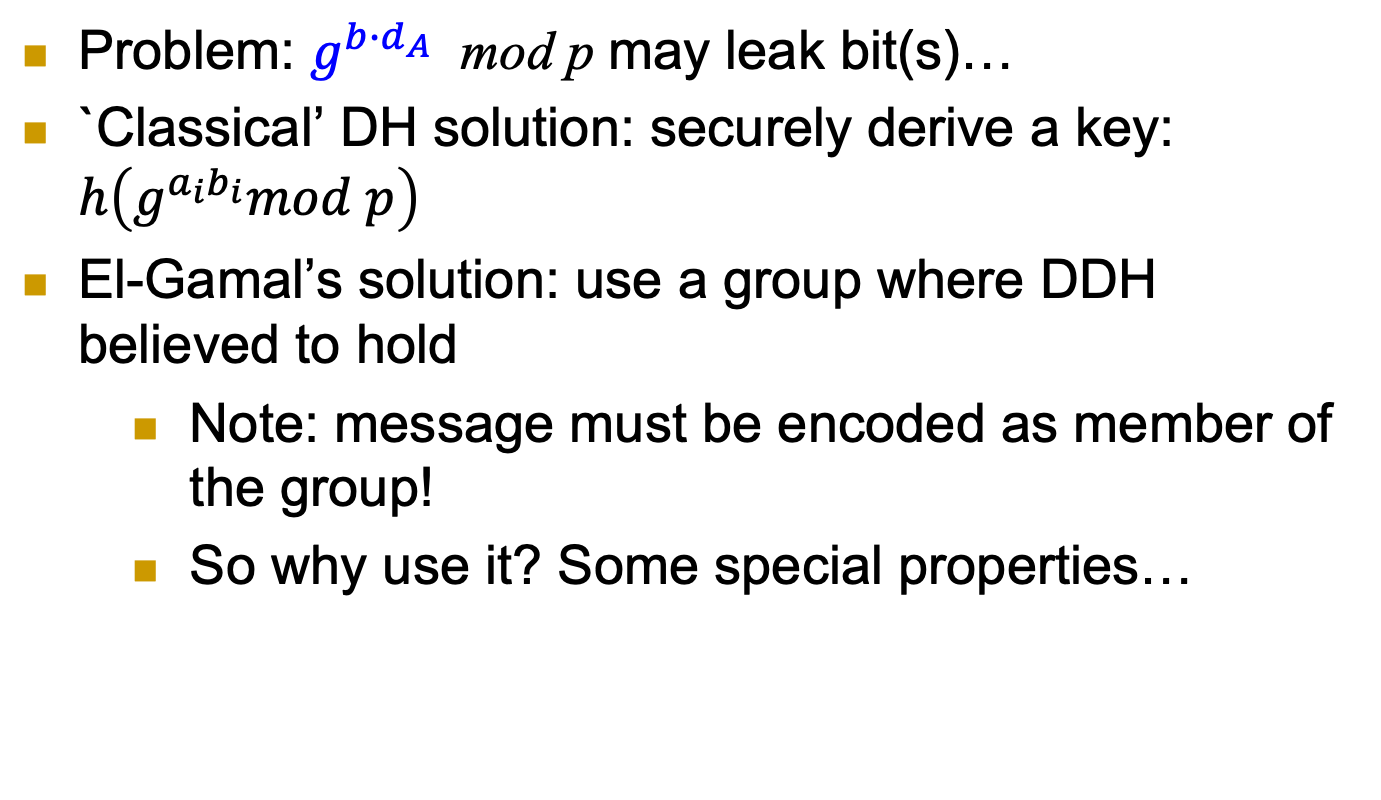 Problem: g^{b·d_A} mod p may leak bit(s)…
`Classical’ DH solution: securely derive a key:
h(g^{a_i b_i} mod p)
El-Gamal’s solution: use a group where DDH
believed to hold
Note: message must be encoded as member of
the group!
So why use it? Some special properties…